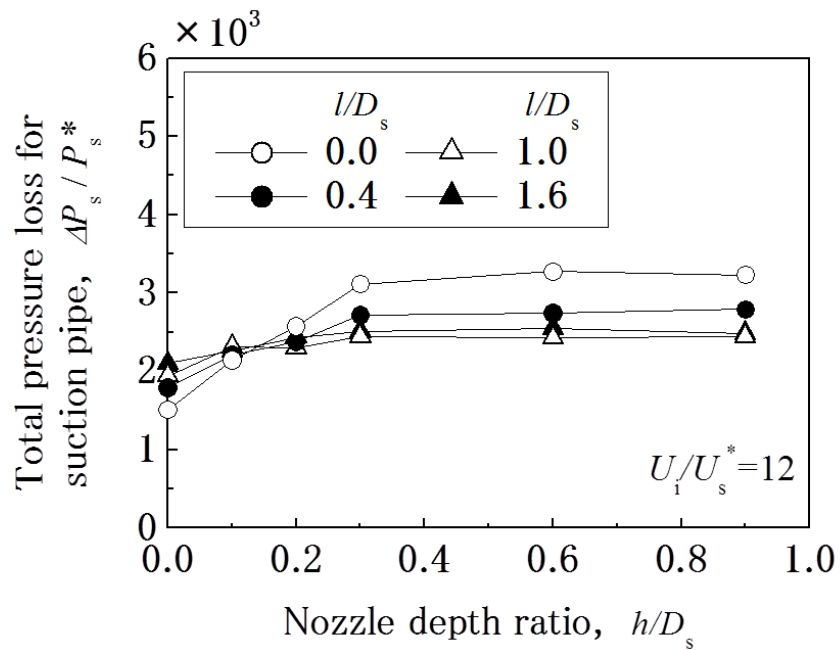 × 10³
6
5
4
3
2
1
0
0.0 0.2 0.4 0.6 0.8 1.0
Total pressure loss for
suction pipe, ΔPₛ / Pₛ*
l/Dₛ l/Dₛ
0.0 1.0
0.4 1.6
Uᵢ/Uₛ*=12
Nozzle depth ratio, h/Dₛ